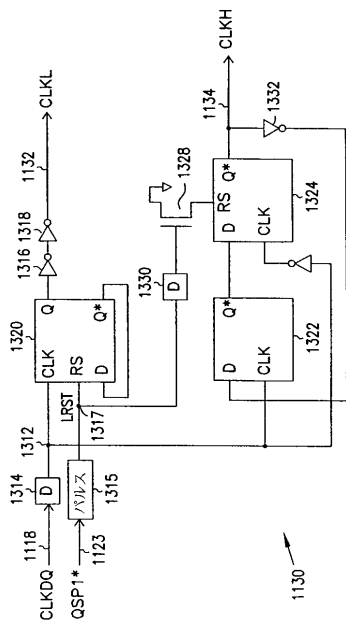 CLKDQ
1118
1314
D
1312
QSP1*
1123
パルス
1315
LRST
1317
1320
CLK
Q
RS
D
Q*
1316
1318
1132
CLKL
1330
D
1328
1322
D
Q*
CLK
1324
D
RS
Q*
CLK
1134
CLKH
1332
1130